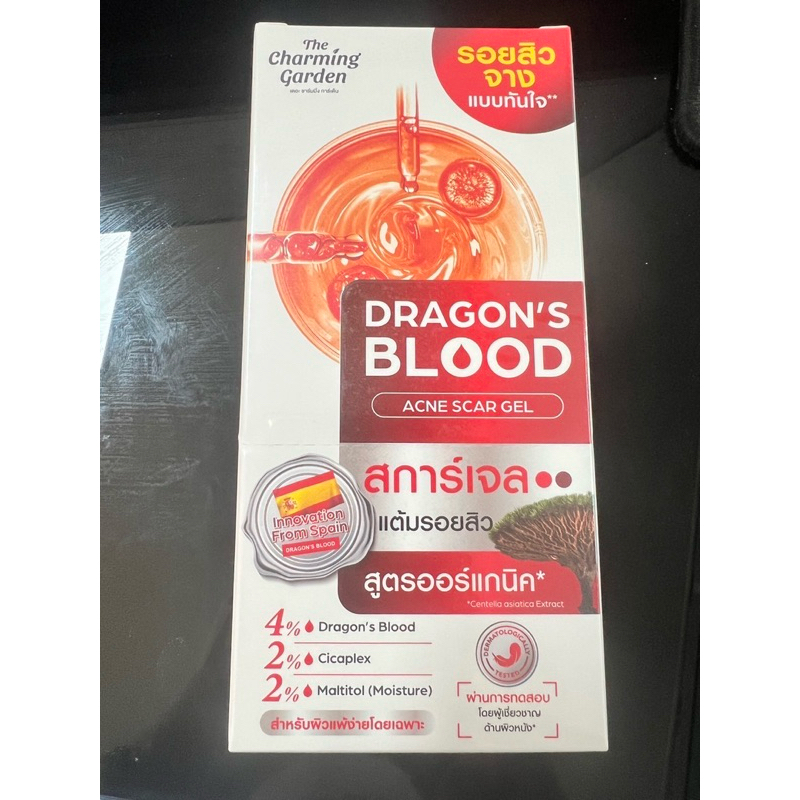 The
Charming
Garden
เดอะ ชาร์มมิ่ง การ์เด้น
รอยสิว
จาง
แบบทันใจ**
DRAGON'S
BLOOD
ACNE SCAR GEL
สการ์เจล
แต้มรอยสิว
Innovation
From Spain
DRAGON'S BLOOD
สูตรออร์แกนิค*
*Centella asiatica Extract
4% Dragon's Blood
2% Cicaplex
2% Maltitol (Moisture)
สำหรับผิวแพ้ง่ายโดยเฉพาะ
DERMATOLOGICALLY
TESTED
ผ่านการทดสอบ
โดยผู้เชี่ยวชาญ
ด้านผิวหนัง*